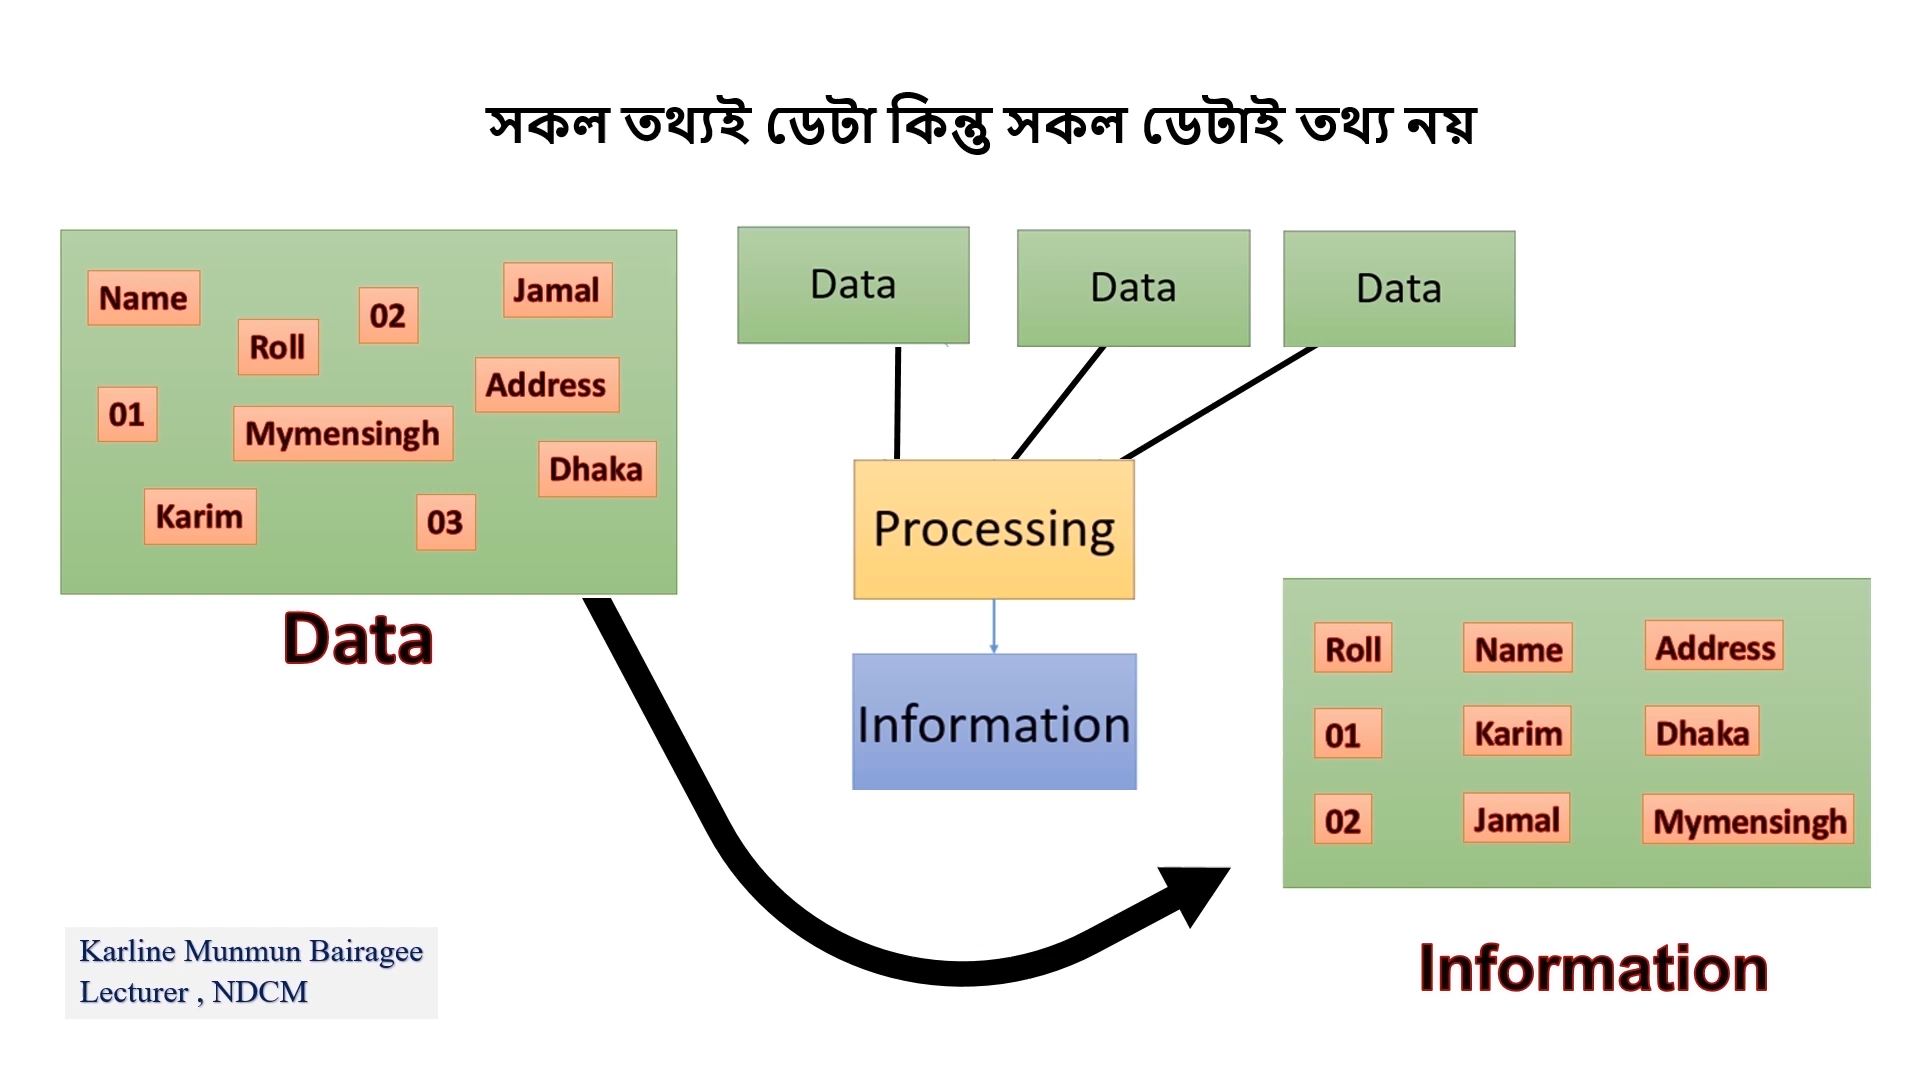 সকল তথ্যই ডেটা কিন্তু সকল ডেটাই তথ্য নয়
Name
Roll
02
Jamal
01
Mymensingh
Address
Dhaka
Karim
03
Data
Data
Data
Data
Processing
Information
Roll Name Address
01 Karim Dhaka
02 Jamal Mymensingh
Information
Karline Munmun Bairagee
Lecturer , NDCM